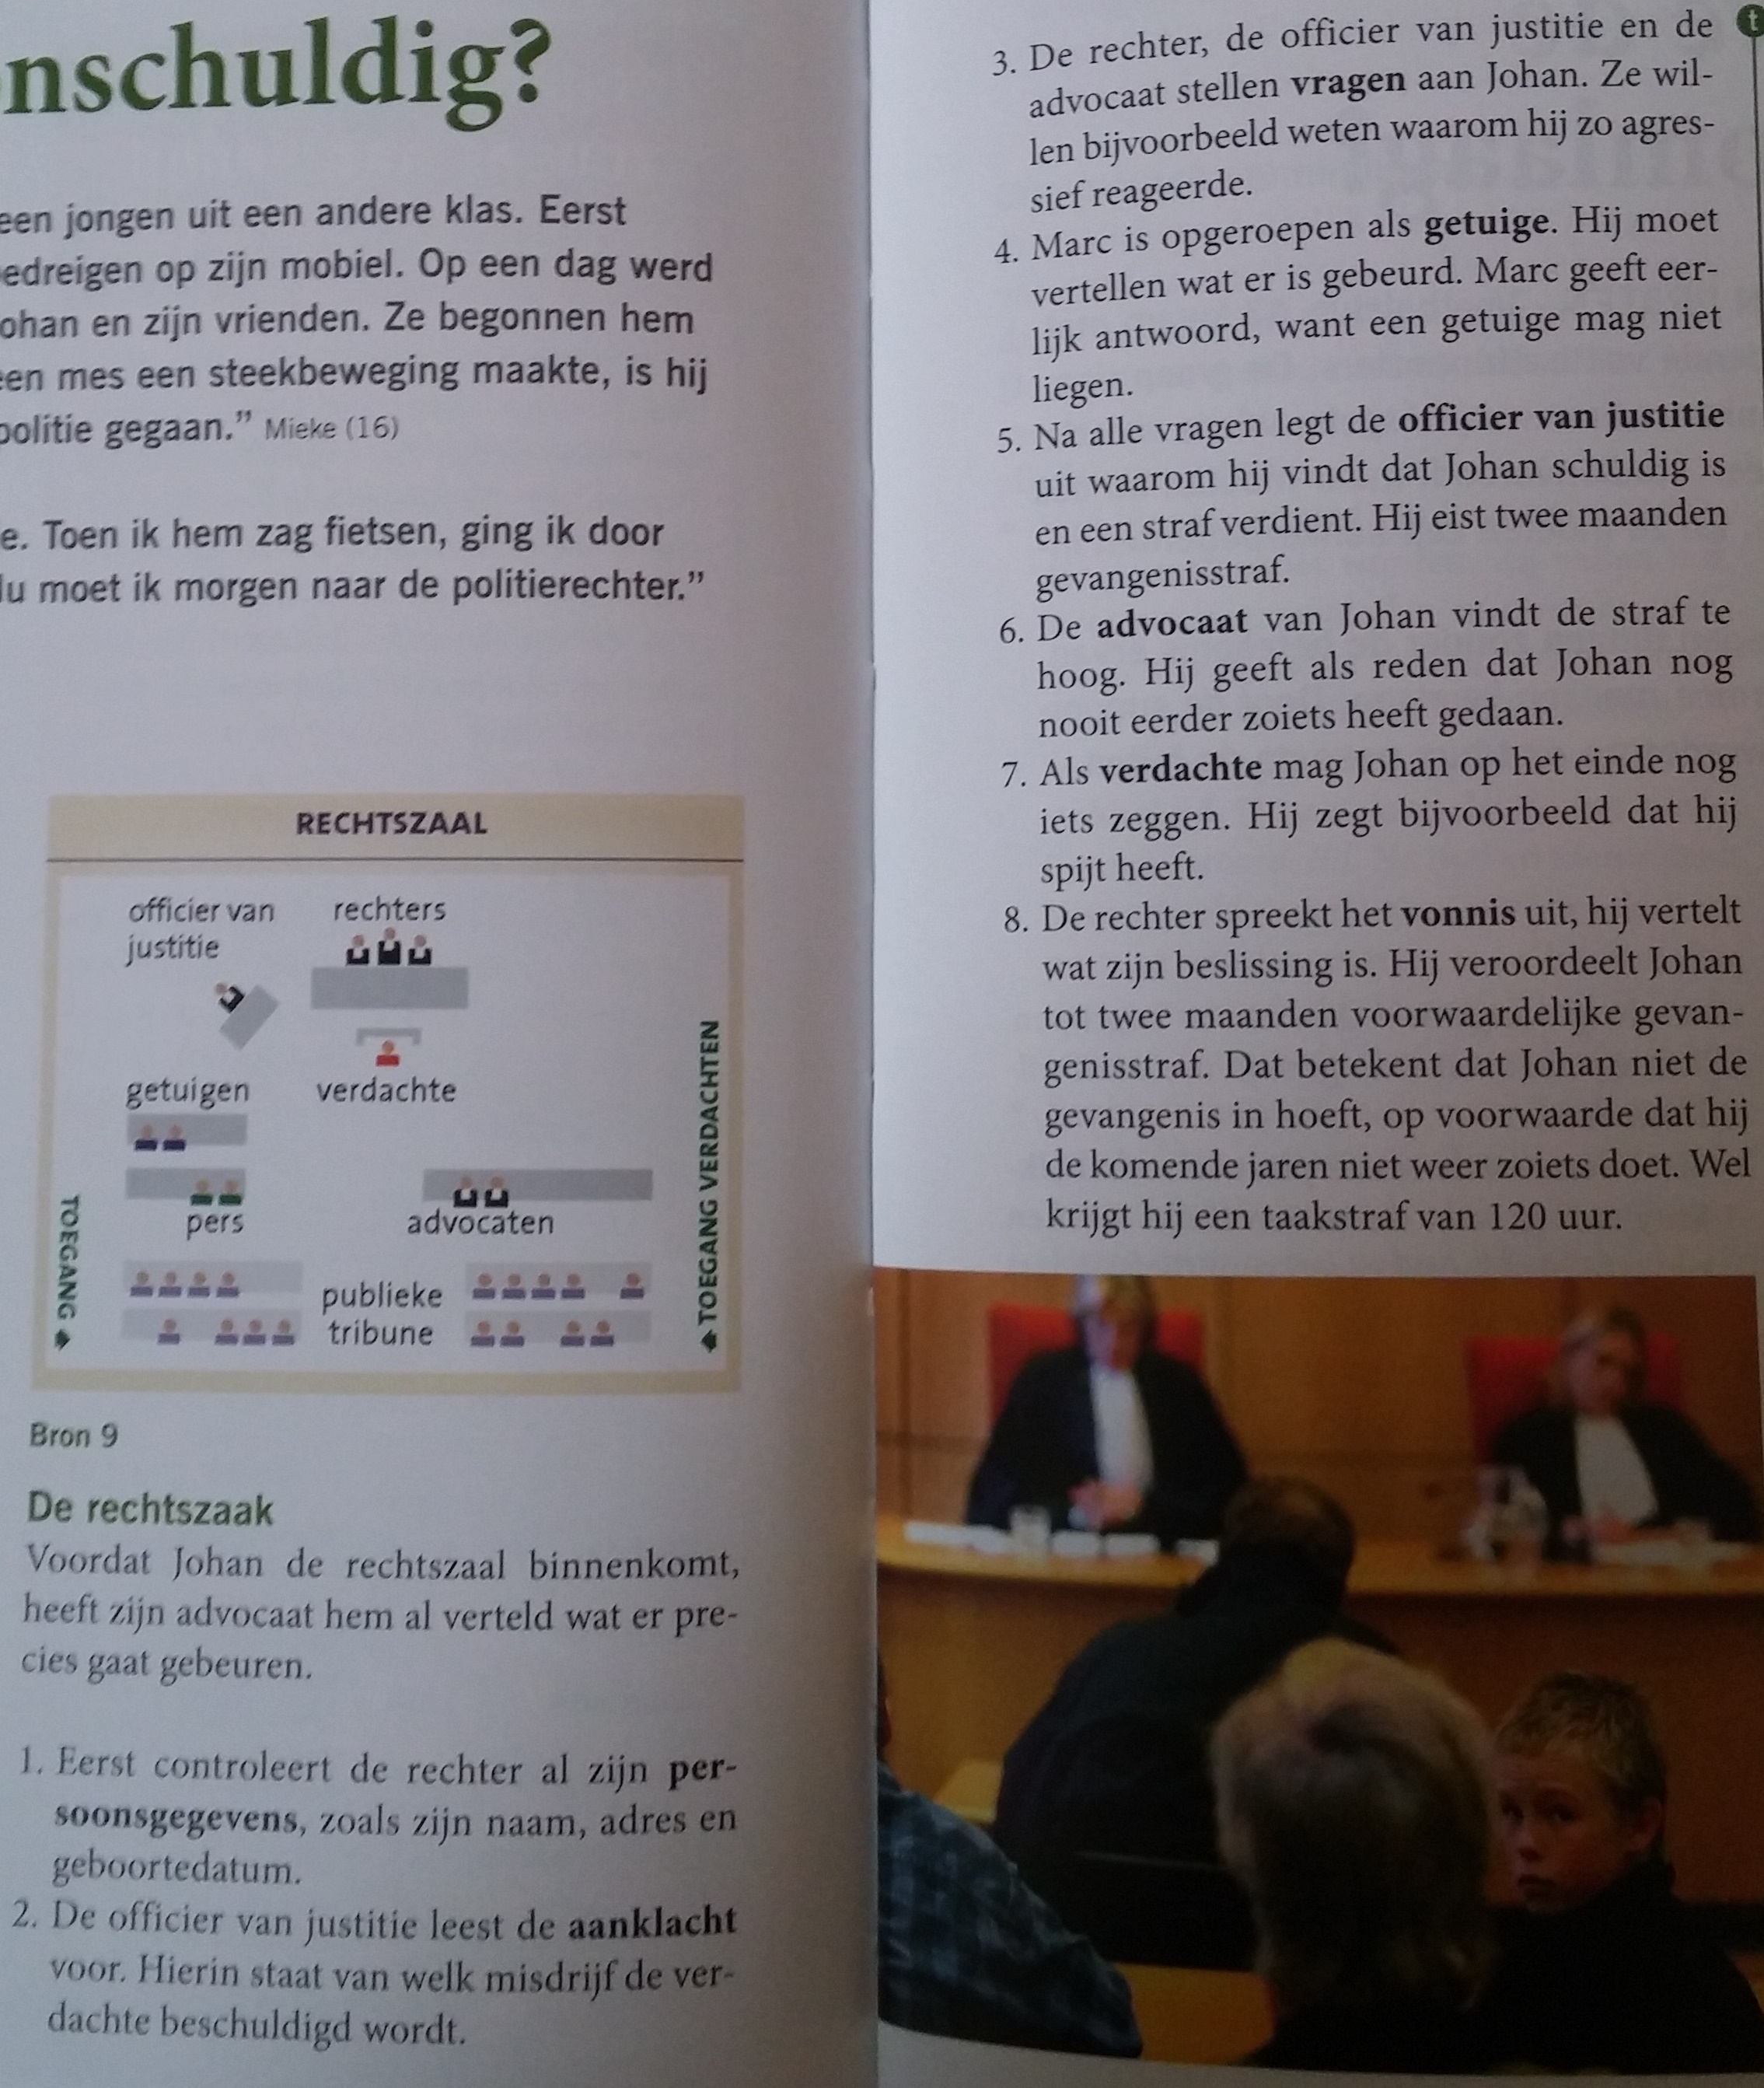 nschuldig?
een jongen uit een andere klas. Eerst
edreigen op zijn mobiel. Op een dag werd
ohan en zijn vrienden. Ze begonnen hem
een mes een steekbeweging maakte, is hij
politie gegaan.” Mieke (16)
e. Toen ik hem zag fietsen, ging ik door
lu moet ik morgen naar de politierechter.”
RECHTSZAAL
officier van
justitie
rechters
getuigen
verdachte
pers
advocaten
publieke
tribune
TOEGANG
TOEGANG VERDACHTEN
Bron 9
De rechtszaak
Voordat Johan de rechtszaal binnenkomt,
heeft zijn advocaat hem al verteld wat er pre-
cies gaat gebeuren.
1. Eerst controleert de rechter al zijn per-
soonsgegevens, zoals zijn naam, adres en
geboortedatum.
2. De officier van justitie leest de aanklacht
voor. Hierin staat van welk misdrijf de ver-
dachte beschuldigd wordt.
3. De rechter, de officier van justitie en de
advocaat stellen vragen aan Johan. Ze wil-
len bijvoorbeeld weten waarom hij zo agres-
sief reageerde.
4. Marc is opgeroepen als getuige. Hij moet
vertellen wat er is gebeurd. Marc geeft eer-
lijk antwoord, want een getuige mag niet
liegen.
5. Na alle vragen legt de officier van justitie
uit waarom hij vindt dat Johan schuldig is
en een straf verdient. Hij eist twee maanden
gevangenisstraf.
6. De advocaat van Johan vindt de straf te
hoog. Hij geeft als reden dat Johan nog
nooit eerder zoiets heeft gedaan.
7. Als verdachte mag Johan op het einde nog
iets zeggen. Hij zegt bijvoorbeeld dat hij
spijt heeft.
8. De rechter spreekt het vonnis uit, hij vertelt
wat zijn beslissing is. Hij veroordeelt Johan
tot twee maanden voorwaardelijke gevan-
genisstraf. Dat betekent dat Johan niet de
gevangenis in hoeft, op voorwaarde dat hij
de komende jaren niet weer zoiets doet. Wel
krijgt hij een taakstraf van 120 uur.
t